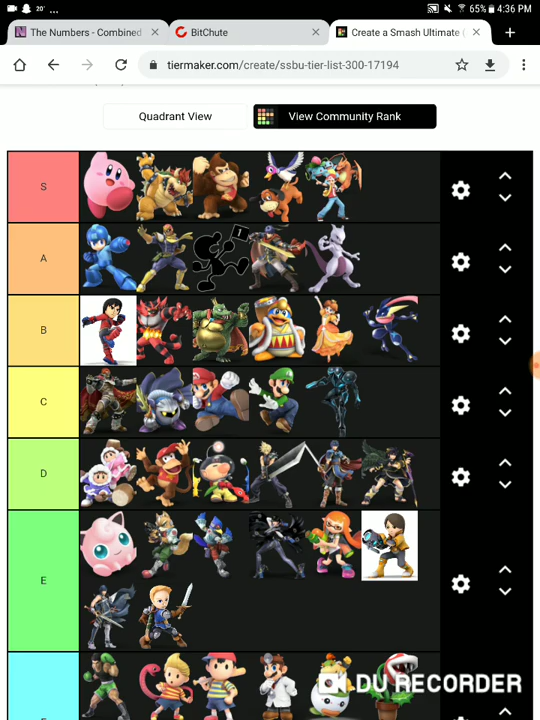 20˚ ... 65% 4:36 PM
The Numbers - Combined × BitChute × Create a Smash Ultimate ( ×
tiermaker.com/create/ssbu-tier-list-300-17194
Quadrant View View Community Rank
S
A
B
C
D
E
DU RECORDER